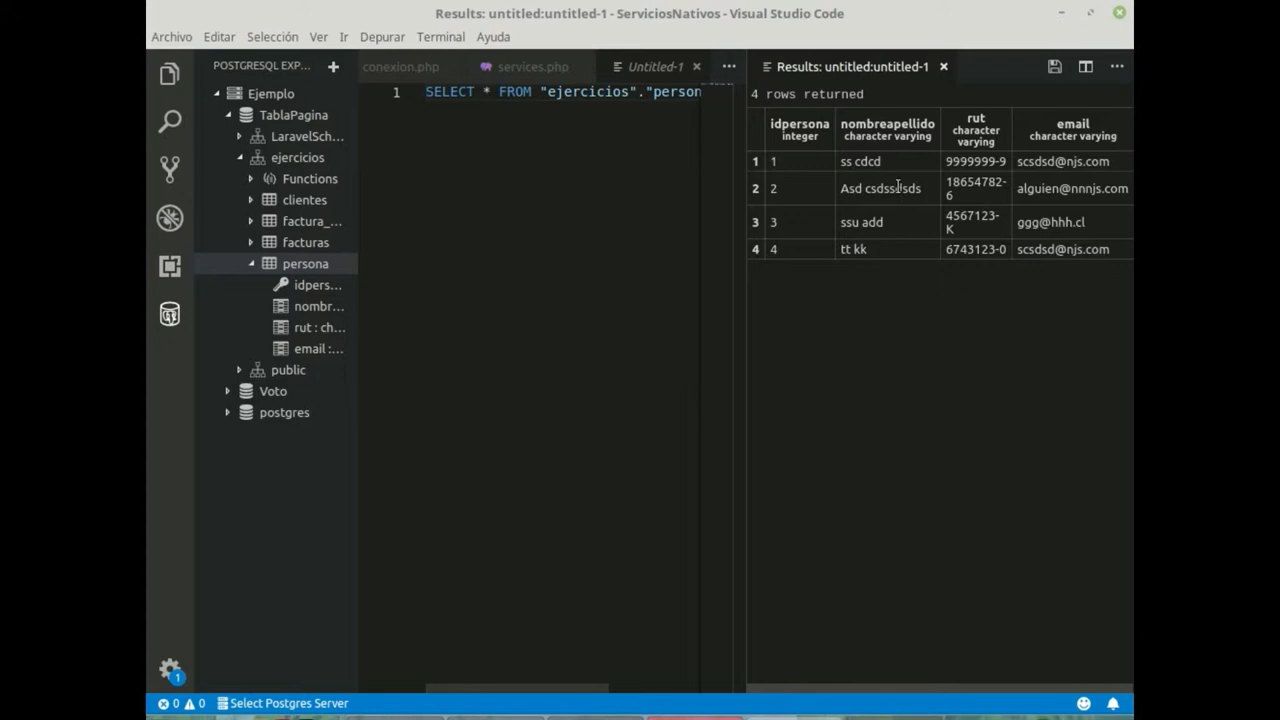 Results: untitled:untitled-1 - ServiciosNativos - Visual Studio Code
Archivo Editar Selección Ver Ir Depurar Terminal Ayuda
POSTGRESQL EXP...
Ejemplo
TablaPagina
LaravelSch...
ejercicios
Functions
clientes
factura_...
facturas
persona
idpers...
nombr...
rut : ch...
email :...
public
Voto
postgres
conexion.php services.php Untitled-1
1 SELECT * FROM "ejercicios"."person
Results: untitled:untitled-1
4 rows returned
idpersona nombreapellido rut email
integer character varying character varying character varying
1 1 ss cdcd 9999999-9 scsdsd@njs.com
2 2 Asd csdsssdsds 18654782-6 alguien@nnnjs.com
3 3 ssu add 4567123-K ggg@hhh.cl
4 4 tt kk 6743123-0 scsdsd@njs.com
1
0 0 Select Postgres Server